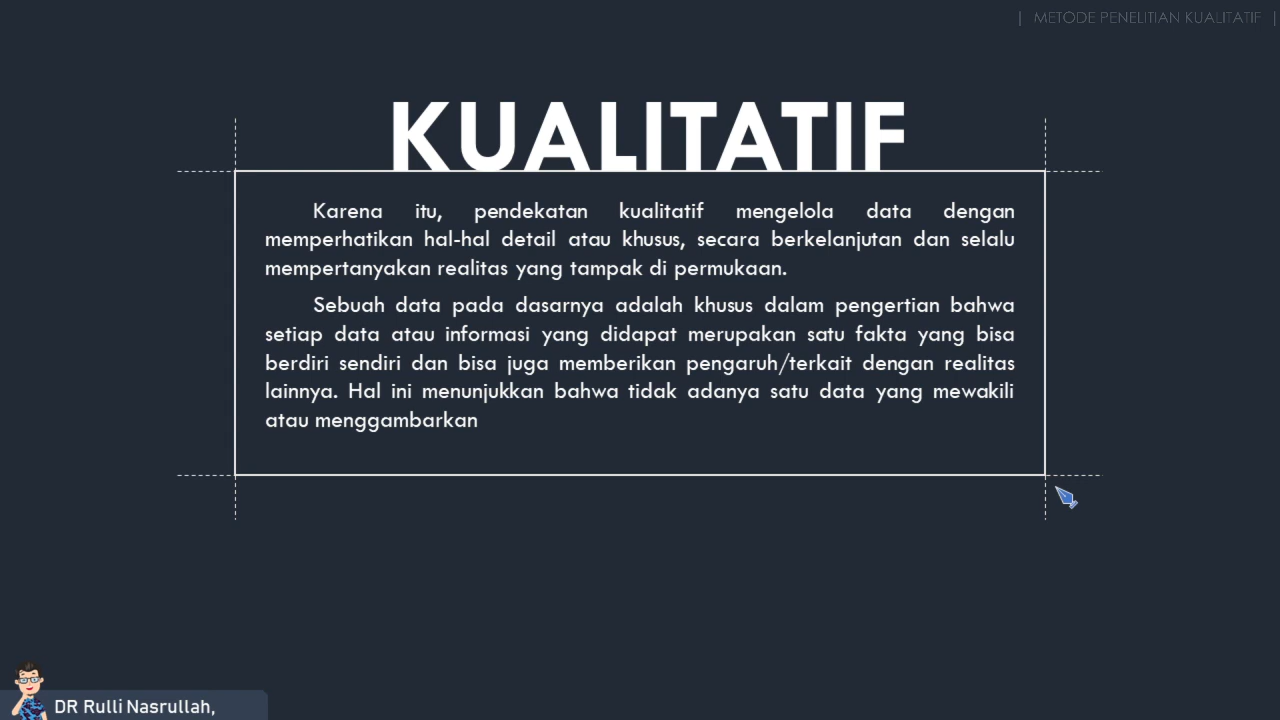 | METODE PENELITIAN KUALITATIF |
KUALITATIF
Karena itu, pendekatan kualitatif mengelola data dengan
memperhatikan hal-hal detail atau khusus, secara berkelanjutan dan selalu
mempertanyakan realitas yang tampak di permukaan.
Sebuah data pada dasarnya adalah khusus dalam pengertian bahwa
setiap data atau informasi yang didapat merupakan satu fakta yang bisa
berdiri sendiri dan bisa juga memberikan pengaruh/terkait dengan realitas
lainnya. Hal ini menunjukkan bahwa tidak adanya satu data yang mewakili
atau menggambarkan
DR Rulli Nasrullah,